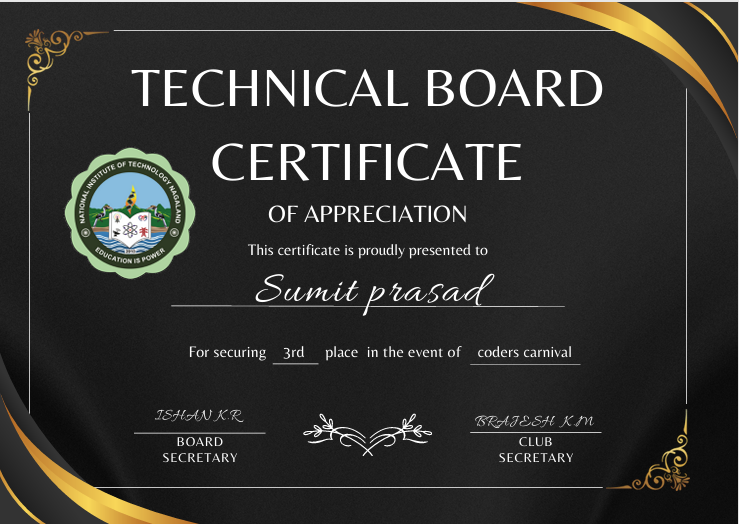 TECHNICAL BOARD
CERTIFICATE
OF APPRECIATION
NATIONAL INSTITUTE OF TECHNOLOGY NAGALAND
EDUCATION IS POWER
This certificate is proudly presented to
Sumit prasad
For securing 3rd place in the event of coders carnival
ISHAN K.R
BOARD
SECRETARY
BRAJESH K.M
CLUB
SECRETARY